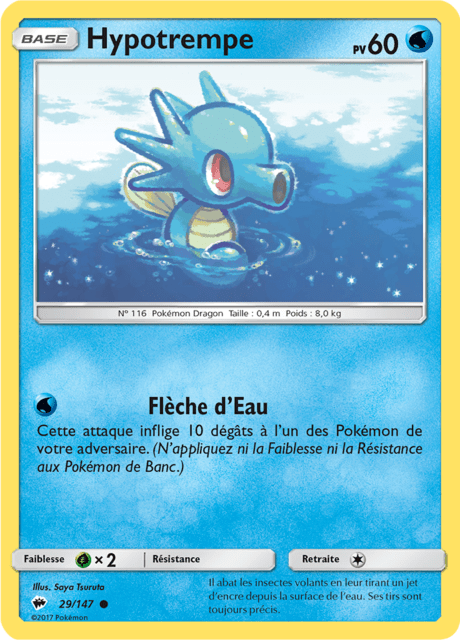 BASE
Hypotrempe
PV 60
N° 116 Pokémon Dragon Taille : 0,4 m Poids : 8,0 kg
Flèche d'Eau
Cette attaque inflige 10 dégâts à l'un des Pokémon de
votre adversaire. (N'appliquez ni la Faiblesse ni la Résistance
aux Pokémon de Banc.)
Faiblesse × 2 Résistance Retraite
Illus. Saya Tsuruta
29/147
©2017 Pokémon
Il abat les insectes volants en leur tirant un jet
d'encre depuis la surface de l'eau. Ses tirs sont
toujours précis.